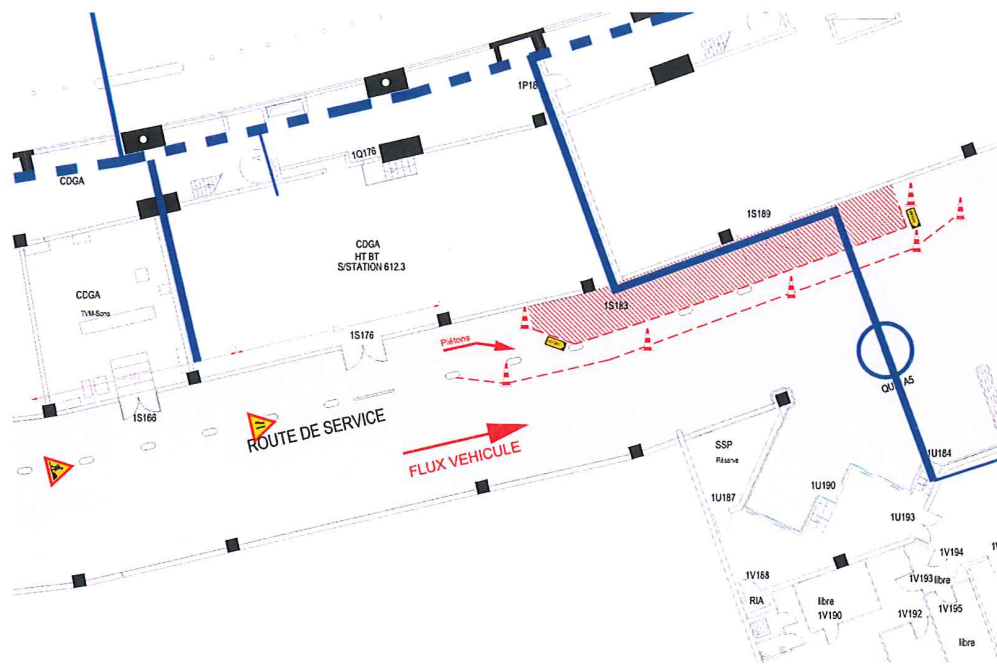 1P18
1Q176
CDGA
CDGA
HT BT
S/STATION 612.3
1S189
CDGA
TVM-Sans
1S183
1S176
Piétons
1S166
ROUTE DE SERVICE
FLUX VEHICULE
A5
SSP
Réserve
1U184
1U190
1U187
1U193
1V194
1V188
1V193
libre
RIA
libre
1V190
1V192
1V195
libre